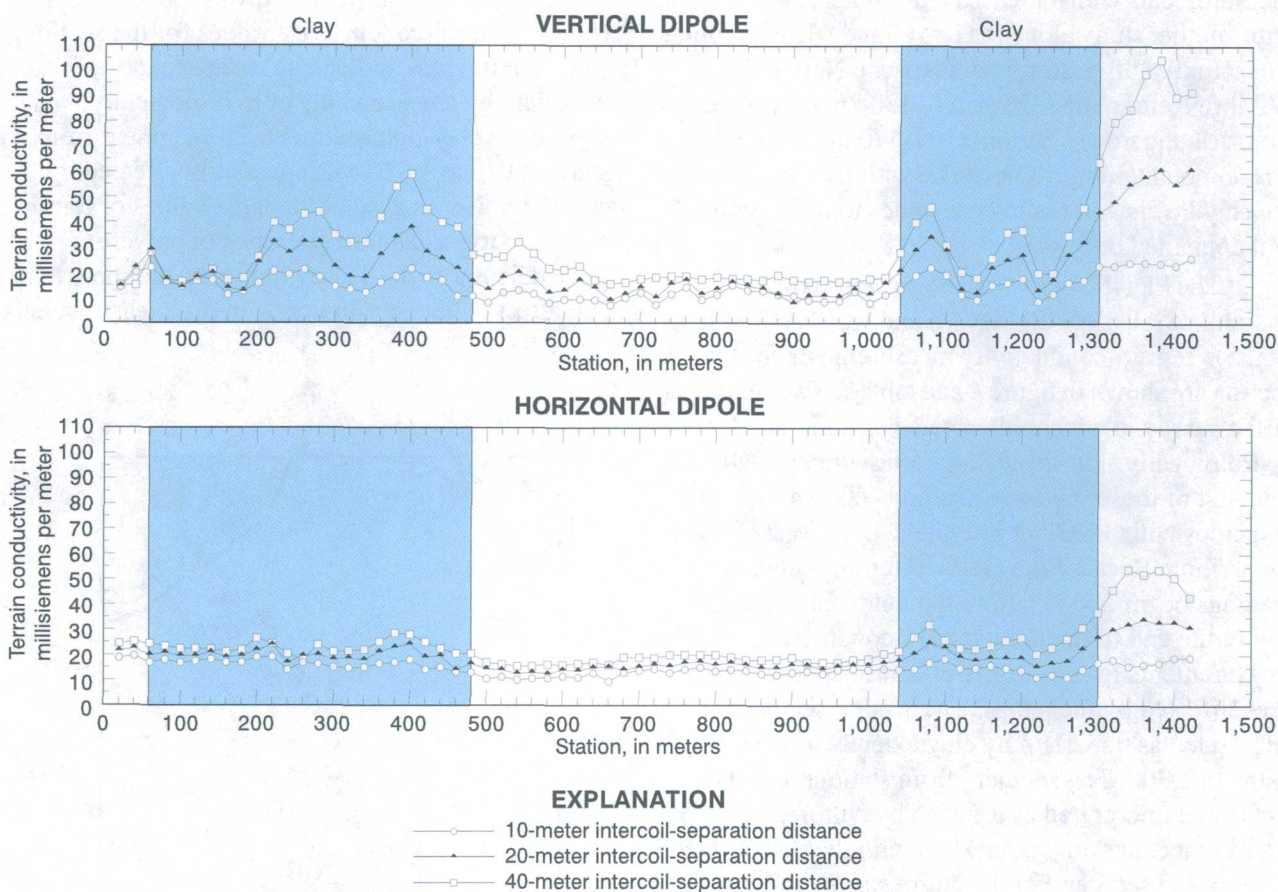 Clay
VERTICAL DIPOLE
Clay
Terrain conductivity, in
millisiemens per meter
110
100
90
80
70
60
50
40
30
20
10
0
0 100 200 300 400 500 600 700 800 900 1,000 1,100 1,200 1,300 1,400 1,500
Station, in meters
HORIZONTAL DIPOLE
Terrain conductivity, in
millisiemens per meter
110
100
90
80
70
60
50
40
30
20
10
0
0 100 200 300 400 500 600 700 800 900 1,000 1,100 1,200 1,300 1,400 1,500
Station, in meters
EXPLANATION
10-meter intercoil-separation distance
20-meter intercoil-separation distance
40-meter intercoil-separation distance